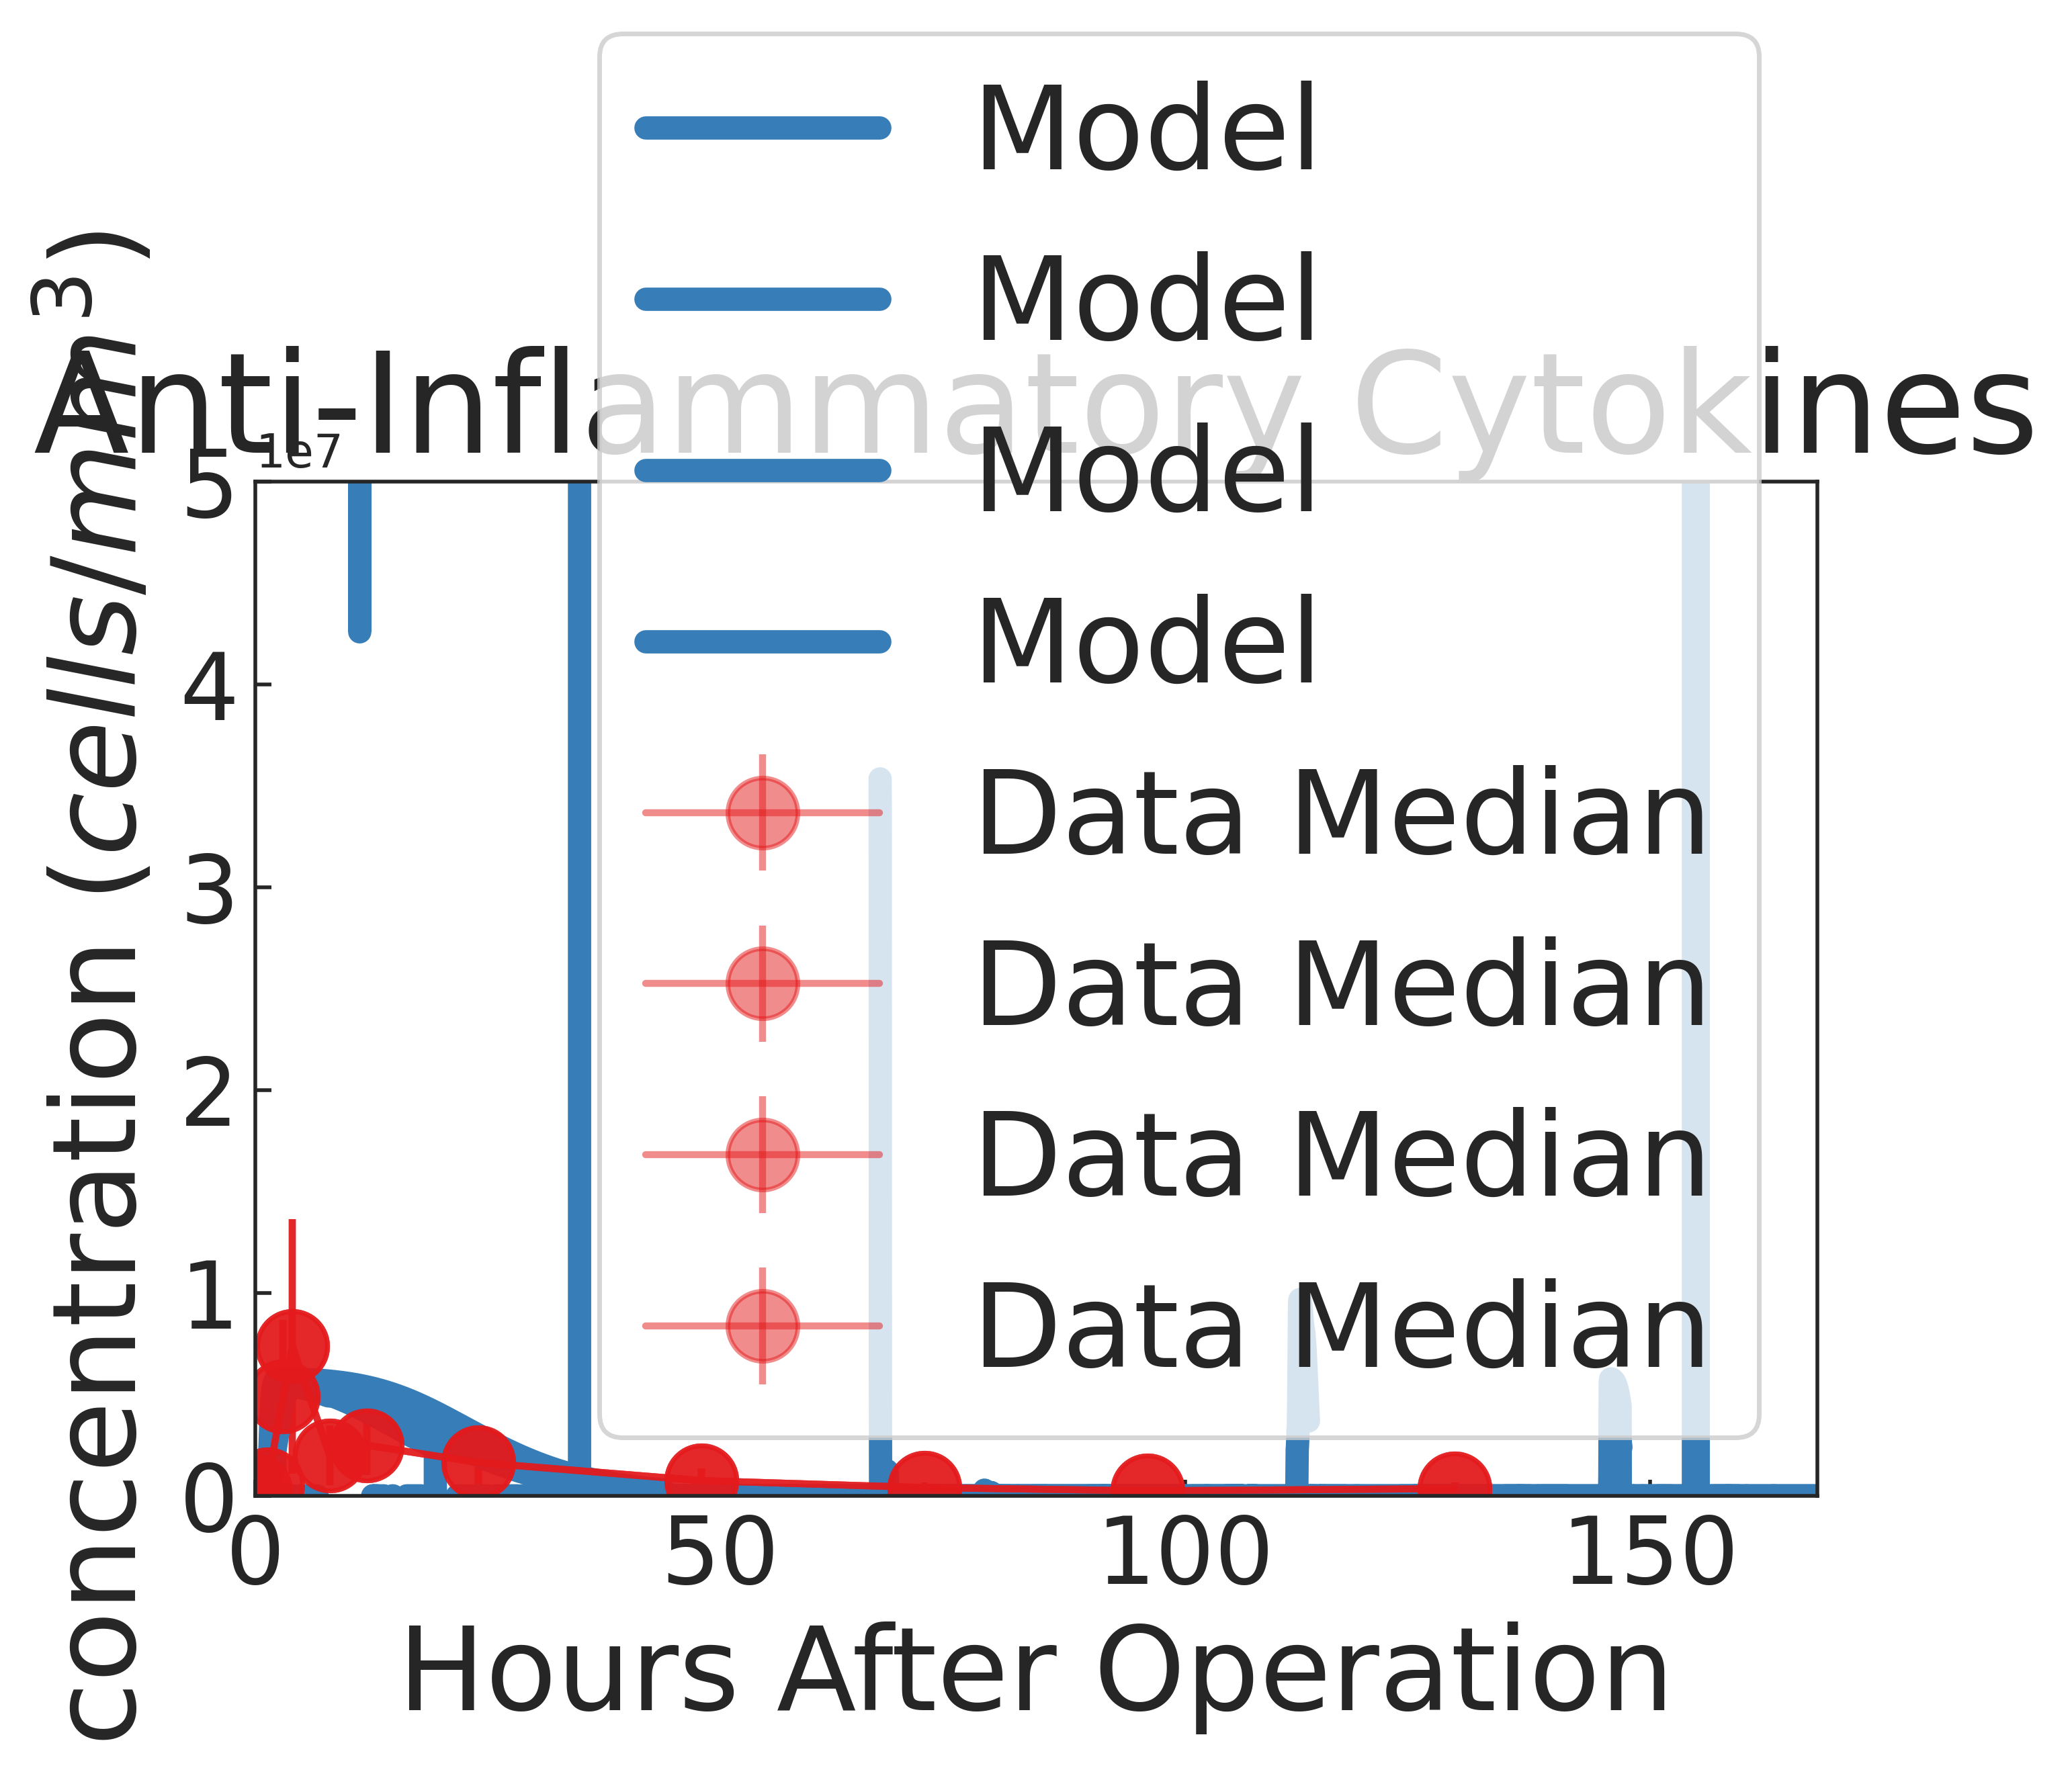 Model
Model
Anti-Inflammatory Cytokines
Model
Model
Data Median
Data Median
Data Median
Data Median
1e7
5
4
3
2
1
0
concentration (cells/mm³)
0 50 100 150
Hours After Operation